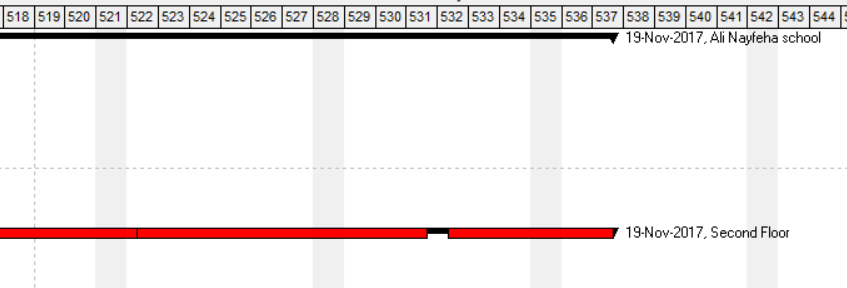 518 519 520 521 522 523 524 525 526 527 528 529 530 531 532 533 534 535 536 537 538 539 540 541 542 543 544
19-Nov-2017, Ali Nayfeha school
19-Nov-2017, Second Floor